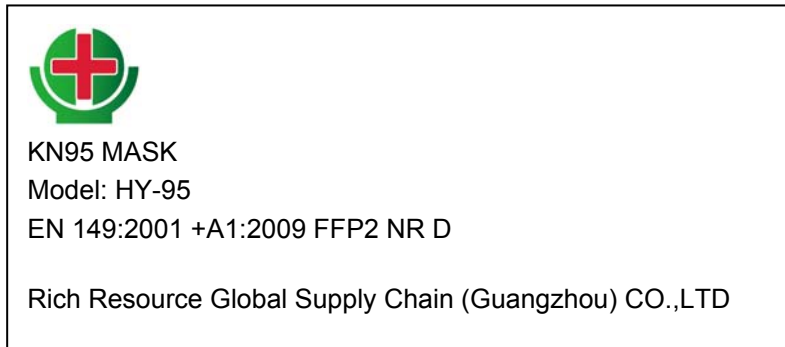 KN95 MASK
Model: HY-95
EN 149:2001 +A1:2009 FFP2 NR D
Rich Resource Global Supply Chain (Guangzhou) CO.,LTD